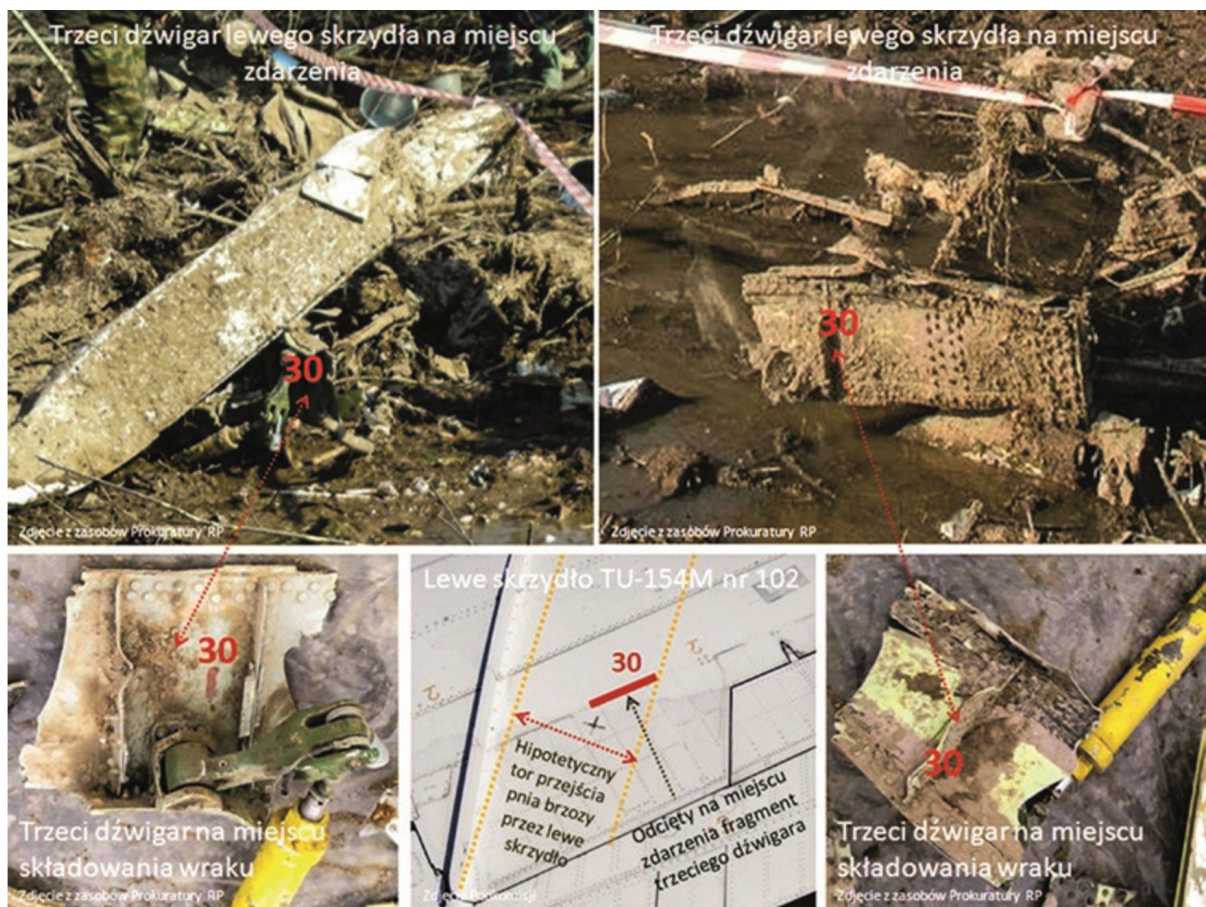 Trzeci dźwigar lewego skrzydła na miejscu
zdarzenia
30
Zdjęcie z zasobów Prokuratury RP
Trzeci dźwigar lewego skrzydła na miejscu
zdarzenia
30
Zdjęcie z zasobów Prokuratury RP
30
Trzeci dźwigar na miejscu
składowania wraku
Zdjęcie z zasobów Prokuratury RP
Lewe skrzydło TU-154M nr 102
30
Hipotetyczny
tor przejścia
pnia brzozy
przez lewe
skrzydło
Odcięty na miejscu
zdarzenia fragment
trzeciego dźwigara
Zdjęcie Podkomisji
30
Trzeci dźwigar na miejscu
składowania wraku
Zdjęcie z zasobów Prokuratury RP